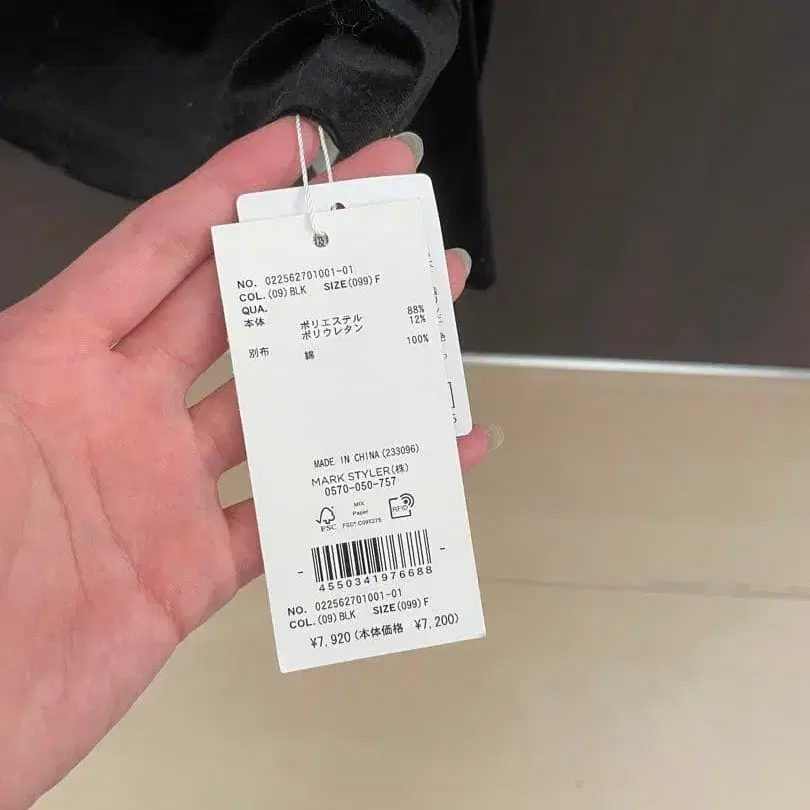 NO. 022562701001-01
COL.(09)BLK SIZE(099)F
QUA.
本体 ポリエステル 88%
ポリウレタン 12%
別布 綿 100%
MADE IN CHINA(233096)
MARK STYLER(株)
0570-050-757
FSC
MIX
Paper
FSC® C095275
RFID
4550341976688
NO. 022562701001-01
COL.(09)BLK SIZE(099)F
¥7,920(本体価格 ¥7,200)